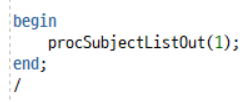 begin
    procSubjectListOut(1);
end;
/